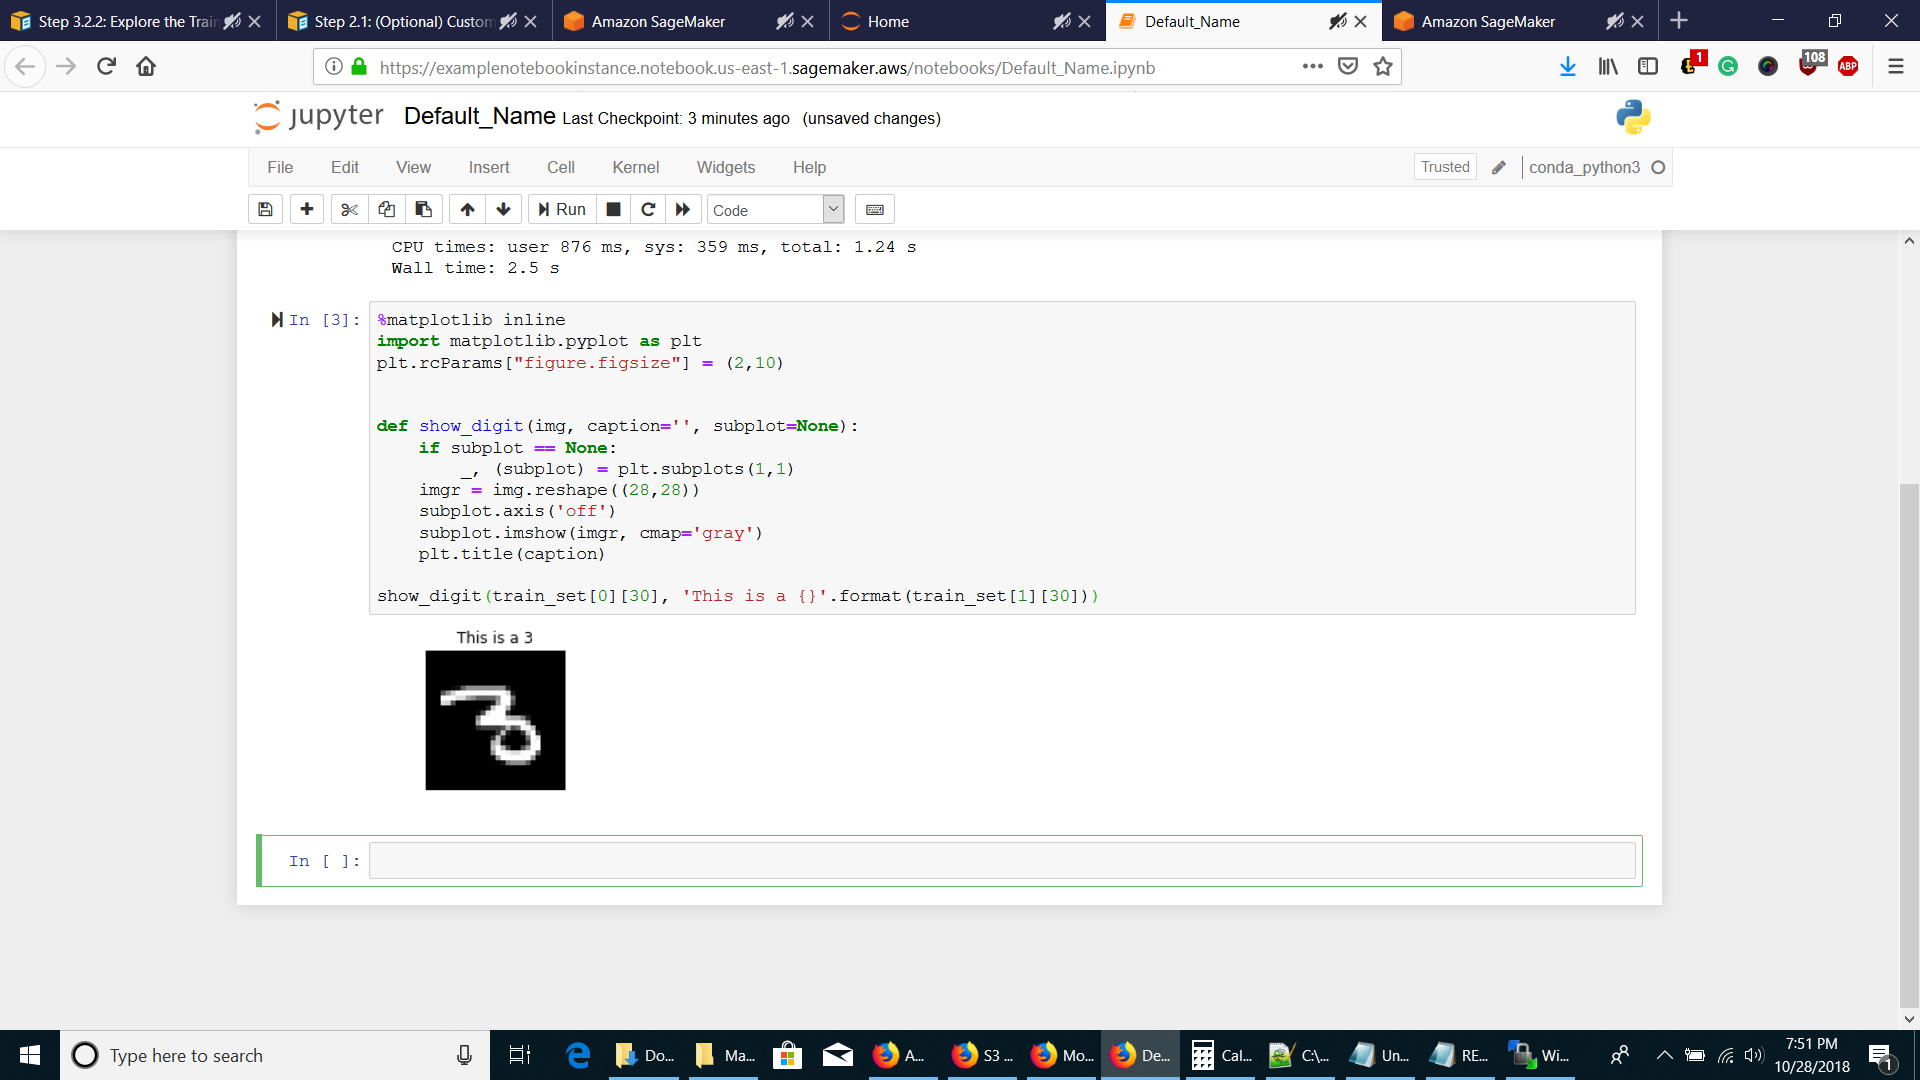 Step 3.2.2: Explore the Train
Step 2.1: (Optional) Custom
Amazon SageMaker
Home
Default_Name
Amazon SageMaker
https://examplenotebookinstance.notebook.us-east-1.sagemaker.aws/notebooks/Default_Name.ipynb
1
108
ABP
jupyter Default_Name Last Checkpoint: 3 minutes ago (unsaved changes)
File Edit View Insert Cell Kernel Widgets Help
Trusted conda_python3
Run Code
CPU times: user 876 ms, sys: 359 ms, total: 1.24 s
Wall time: 2.5 s
In [3]: %matplotlib inline
import matplotlib.pyplot as plt
plt.rcParams["figure.figsize"] = (2,10)
def show_digit(img, caption='', subplot=None):
if subplot == None:
_, (subplot) = plt.subplots(1,1)
imgr = img.reshape((28,28))
subplot.axis('off')
subplot.imshow(imgr, cmap='gray')
plt.title(caption)
show_digit(train_set[0][30], 'This is a {}'.format(train_set[1][30]))
This is a 3
3
In [ ]:
Type here to search
Do...
Ma...
A...
S3 ...
Mo...
De...
Cal...
C:\...
Un...
RE...
Wi...
7:51 PM
10/28/2018
1